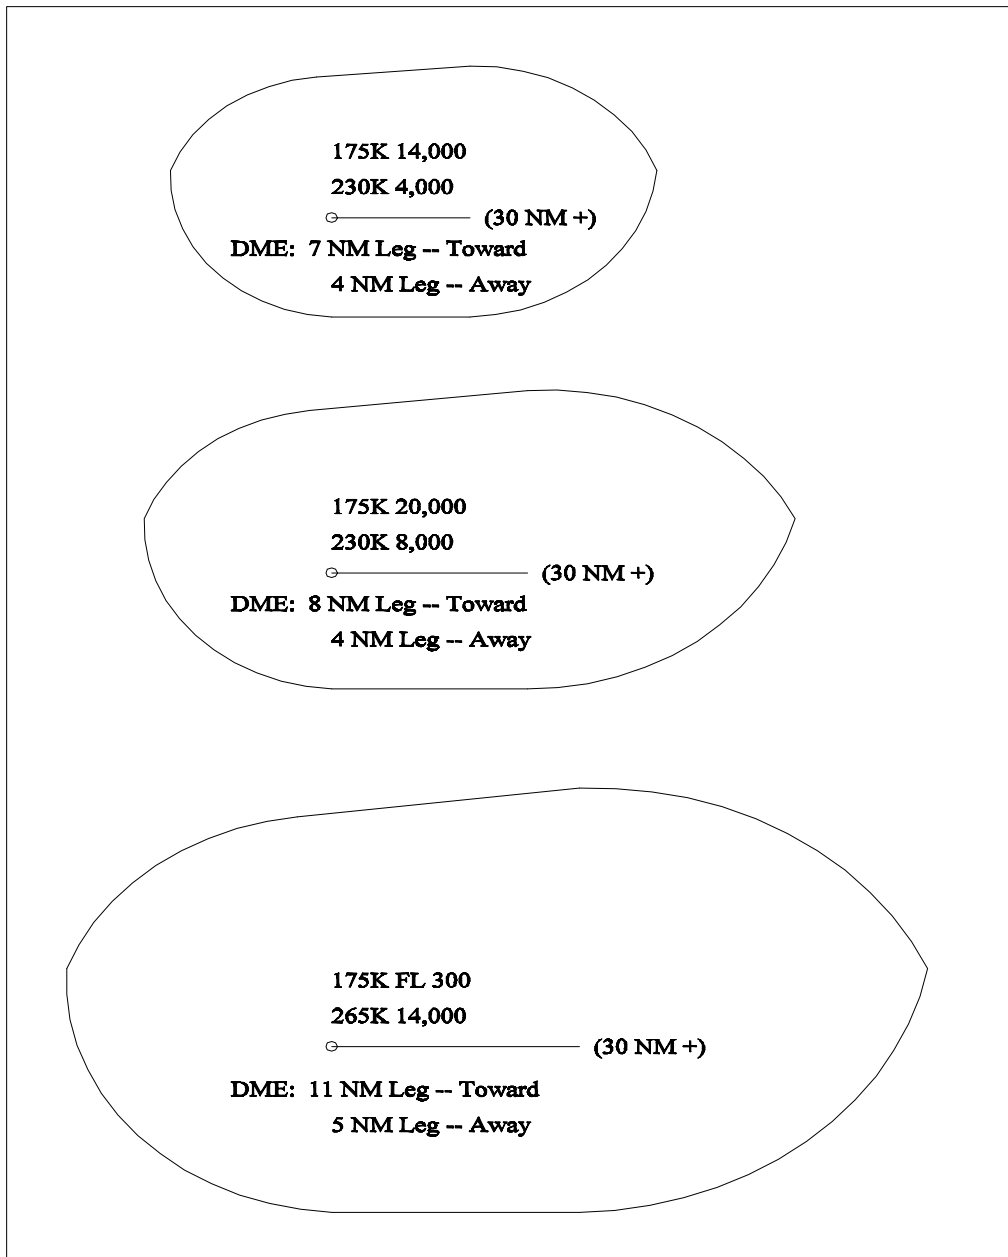 175K 14,000
230K 4,000
(30 NM +)
DME: 7 NM Leg -- Toward
4 NM Leg -- Away
175K 20,000
230K 8,000
(30 NM +)
DME: 8 NM Leg -- Toward
4 NM Leg -- Away
175K FL 300
265K 14,000
(30 NM +)
DME: 11 NM Leg -- Toward
5 NM Leg -- Away